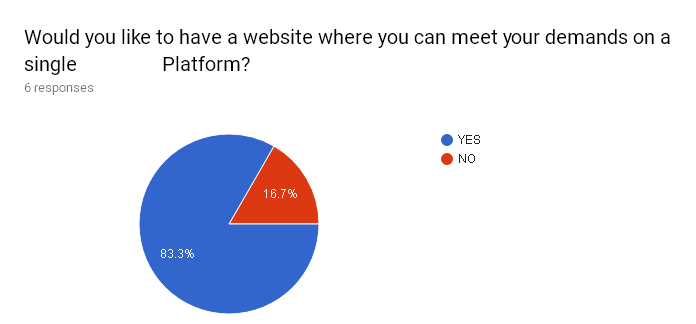 Would you like to have a website where you can meet your demands on a
single Platform?
6 responses
YES
NO
16.7%
83.3%